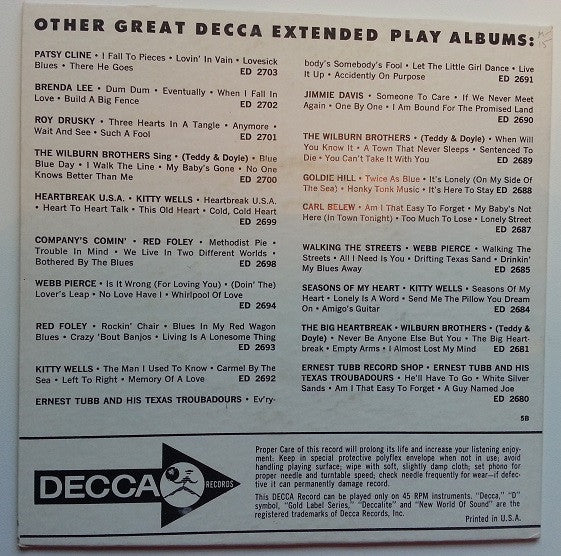 OTHER GREAT DECCA EXTENDED PLAY ALBUMS:
PATSY CLINE • I Fall To Pieces • Lovin' In Vain • Lovesick
Blues • There He Goes ED 2703
BRENDA LEE • Dum Dum • Eventually • When I Fall In
Love • Build A Big Fence ED 2702
ROY DRUSKY • Three Hearts In A Tangle • Anymore •
Wait And See • Such A Fool ED 2701
THE WILBURN BROTHERS Sing • (Teddy & Doyle) • Blue
Blue Day • I Walk The Line • My Baby's Gone • No One
Knows Better Than Me ED 2700
HEARTBREAK U.S.A. • KITTY WELLS • Heartbreak U.S.A.
• Heart To Heart Talk • This Old Heart • Cold, Cold Heart
ED 2699
COMPANY'S COMIN' • RED FOLEY • Methodist Pie •
Trouble In Mind • We Live In Two Different Worlds •
Bothered By The Blues ED 2698
WEBB PIERCE • Is It Wrong (For Loving You) • (Doin' The)
Lover's Leap • No Love Have I • Whirlpool Of Love
ED 2694
RED FOLEY • Rockin' Chair • Blues In My Red Wagon
Blues • Crazy 'Bout Banjos • Living Is A Lonesome Thing
ED 2693
KITTY WELLS • The Man I Used To Know • Carmel By The
Sea • Left To Right • Memory Of A Love ED 2692
ERNEST TUBB AND HIS TEXAS TROUBADOURS • Ev'ry-
body's Somebody's Fool • Let The Little Girl Dance • Live
It Up • Accidently On Purpose ED 2691
JIMMIE DAVIS • Someone To Care • If We Never Meet
Again • One By One • I Am Bound For The Promised Land
ED 2690
THE WILBURN BROTHERS • (Teddy & Doyle) • When Will
You Know It • A Town That Never Sleeps • Sentenced To
Die • You Can't Take It With You ED 2689
GOLDIE HILL • Twice As Blue • It's Lonely (On My Side Of
The Sea) • Honky Tonk Music • It's Here To Stay ED 2688
CARL BELEW • Am I That Easy To Forget • My Baby's Not
Here (In Town Tonight) • Too Much To Lose • Lonely Street
ED 2687
WALKING THE STREETS • WEBB PIERCE • Walking The
Streets • All I Need Is You • Drifting Texas Sand • Drinkin'
My Blues Away ED 2685
SEASONS OF MY HEART • KITTY WELLS • Seasons Of My
Heart • Lonely Is A Word • Send Me The Pillow You Dream
On • Amigo's Guitar ED 2684
THE BIG HEARTBREAK • WILBURN BROTHERS • (Teddy &
Doyle) • Never Be Anyone Else But You • The Big Heart-
break • Empty Arms • I Almost Lost My Mind ED 2681
ERNEST TUBB RECORD SHOP • ERNEST TUBB AND HIS
TEXAS TROUBADOURS • He'll Have To Go • White Silver
Sands • Am I That Easy To Forget • A Guy Named Joe
ED 2680
5B
DECCA RECORDS
Proper Care of this record will prolong its life and increase your listening enjoy-
ment: Keep in special protective polyflex envelope when not in use; avoid
handling playing surface; wipe with soft, slightly damp cloth; set phono for
proper needle and turntable speed; check needle frequently for wear—if defec-
tive it can permanently damage record.
This DECCA Record can be played only on 45 RPM instruments. "Decca," "D"
symbol, "Gold Label Series," "Deccalite" and "New World Of Sound" are the
registered trademarks of Decca Records, Inc.
Printed in U.S.A.